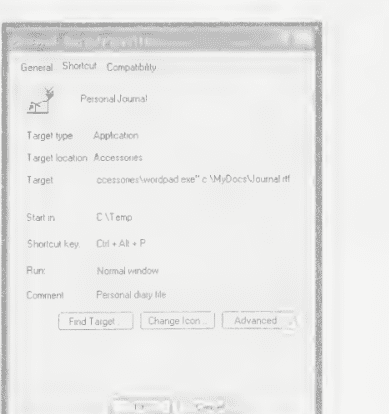 General Shortcut Compatibility
Personal Journal
Target type Application
Target location Accessories
Target ccessories\wordpad.exe" c:\MyDocs\Journal.rtf
Start in C:\Temp
Shortcut key: Ctrl + Alt + P
Run: Normal window
Comment Personal diary file
Find Target... Change Icon... Advanced